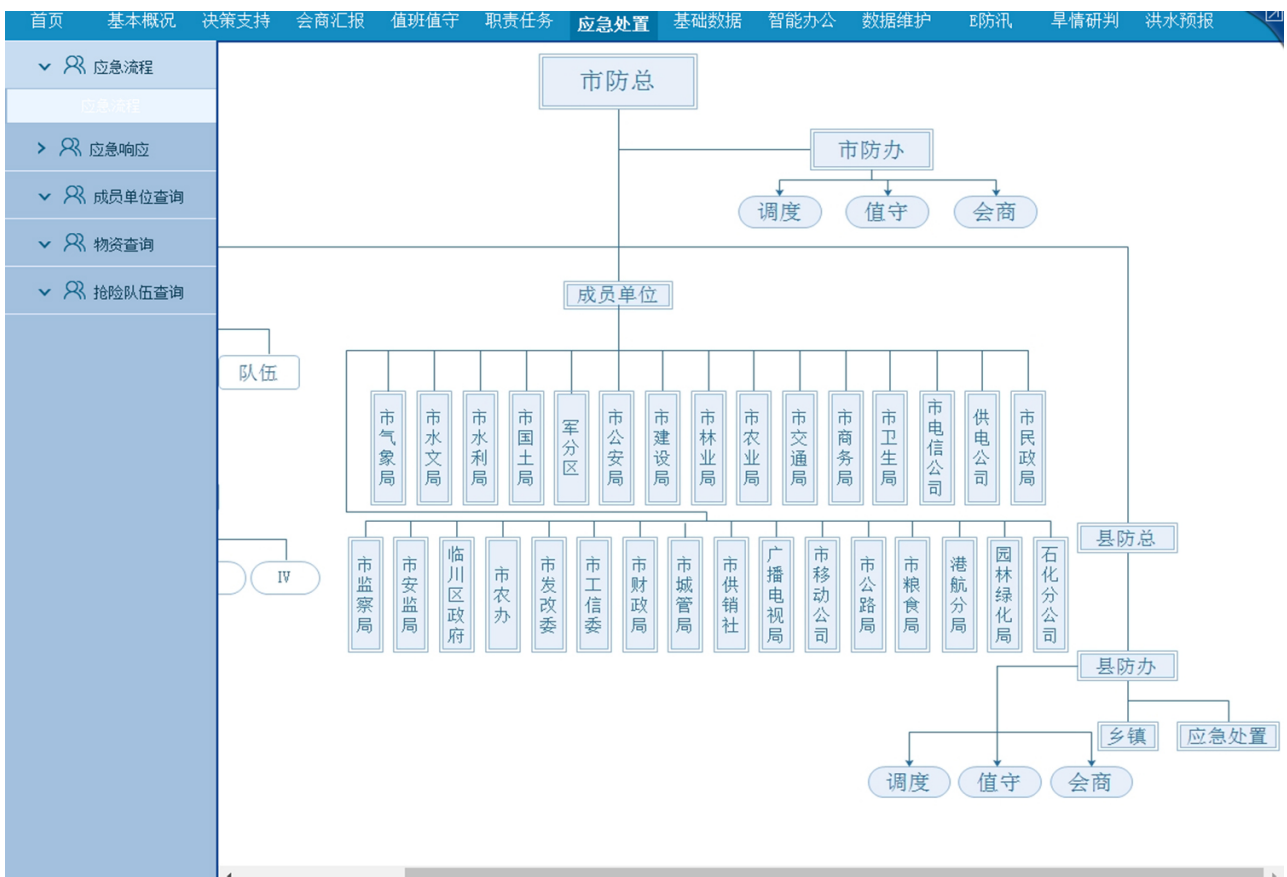 首页 基本概况 决策支持 会商汇报 值班值守 职责任务 应急处置 基础数据 智能办公 数据维护 E防汛 旱情研判 洪水预报
应急流程
应急流程
应急响应
成员单位查询
物资查询
抢险队伍查询
市防总
市防办
调度 值守 会商
成员单位
队伍
市气象局
市水文局
市水利局
市国土局
军分区
市公安局
市建设局
市林业局
市农业局
市交通局
市商务局
市卫生局
市电信公司
供电公司
市民政局
县防总
市监察局
市安监局
临川区政府
市农办
市发改委
市工信委
市财政局
市城管局
市供销社
广播电视局
市移动公司
市公路局
市粮食局
港航分局
园林绿化局
石化分公司
IV
县防办
乡镇 应急处置
调度 值守 会商